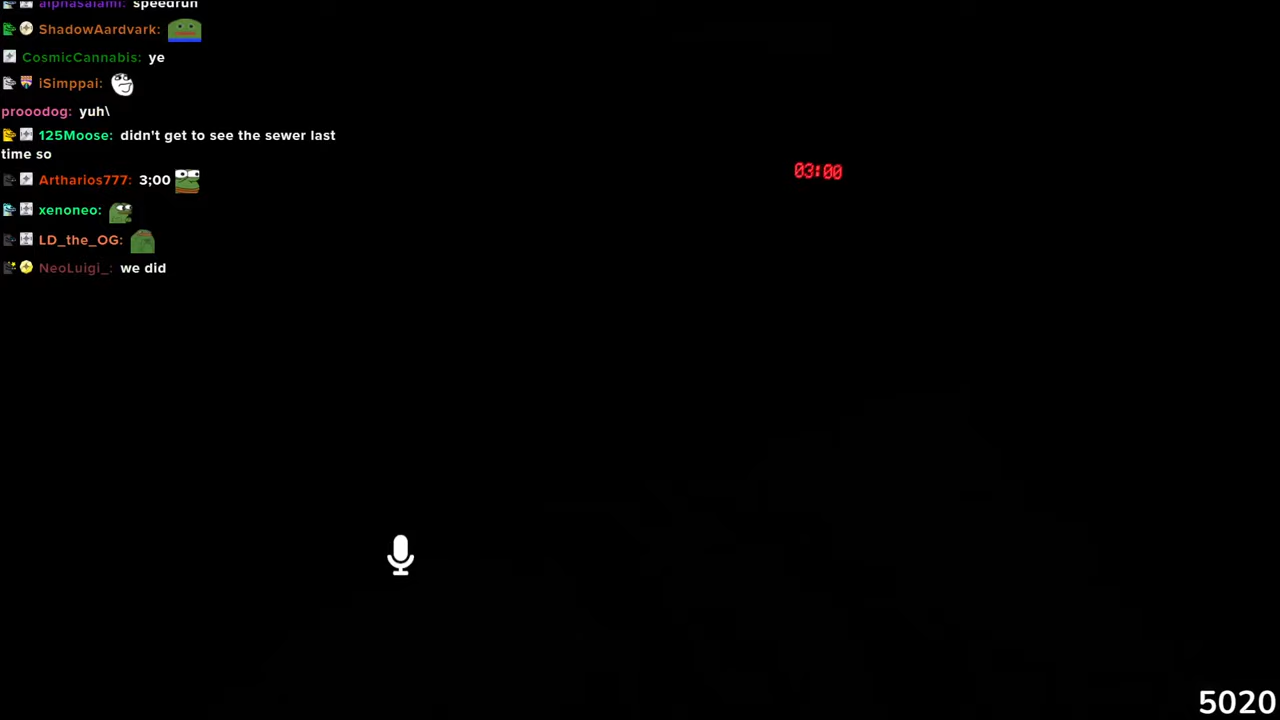 alphasalami: speedrun
ShadowAardvark:
CosmicCannabis: ye
iSimppai:
prooodog: yuh\
125Moose: didn't get to see the sewer last
time so
Artharios777: 3;00
xenoneo:
LD_the_OG:
NeoLuigi_: we did
03:00
5020